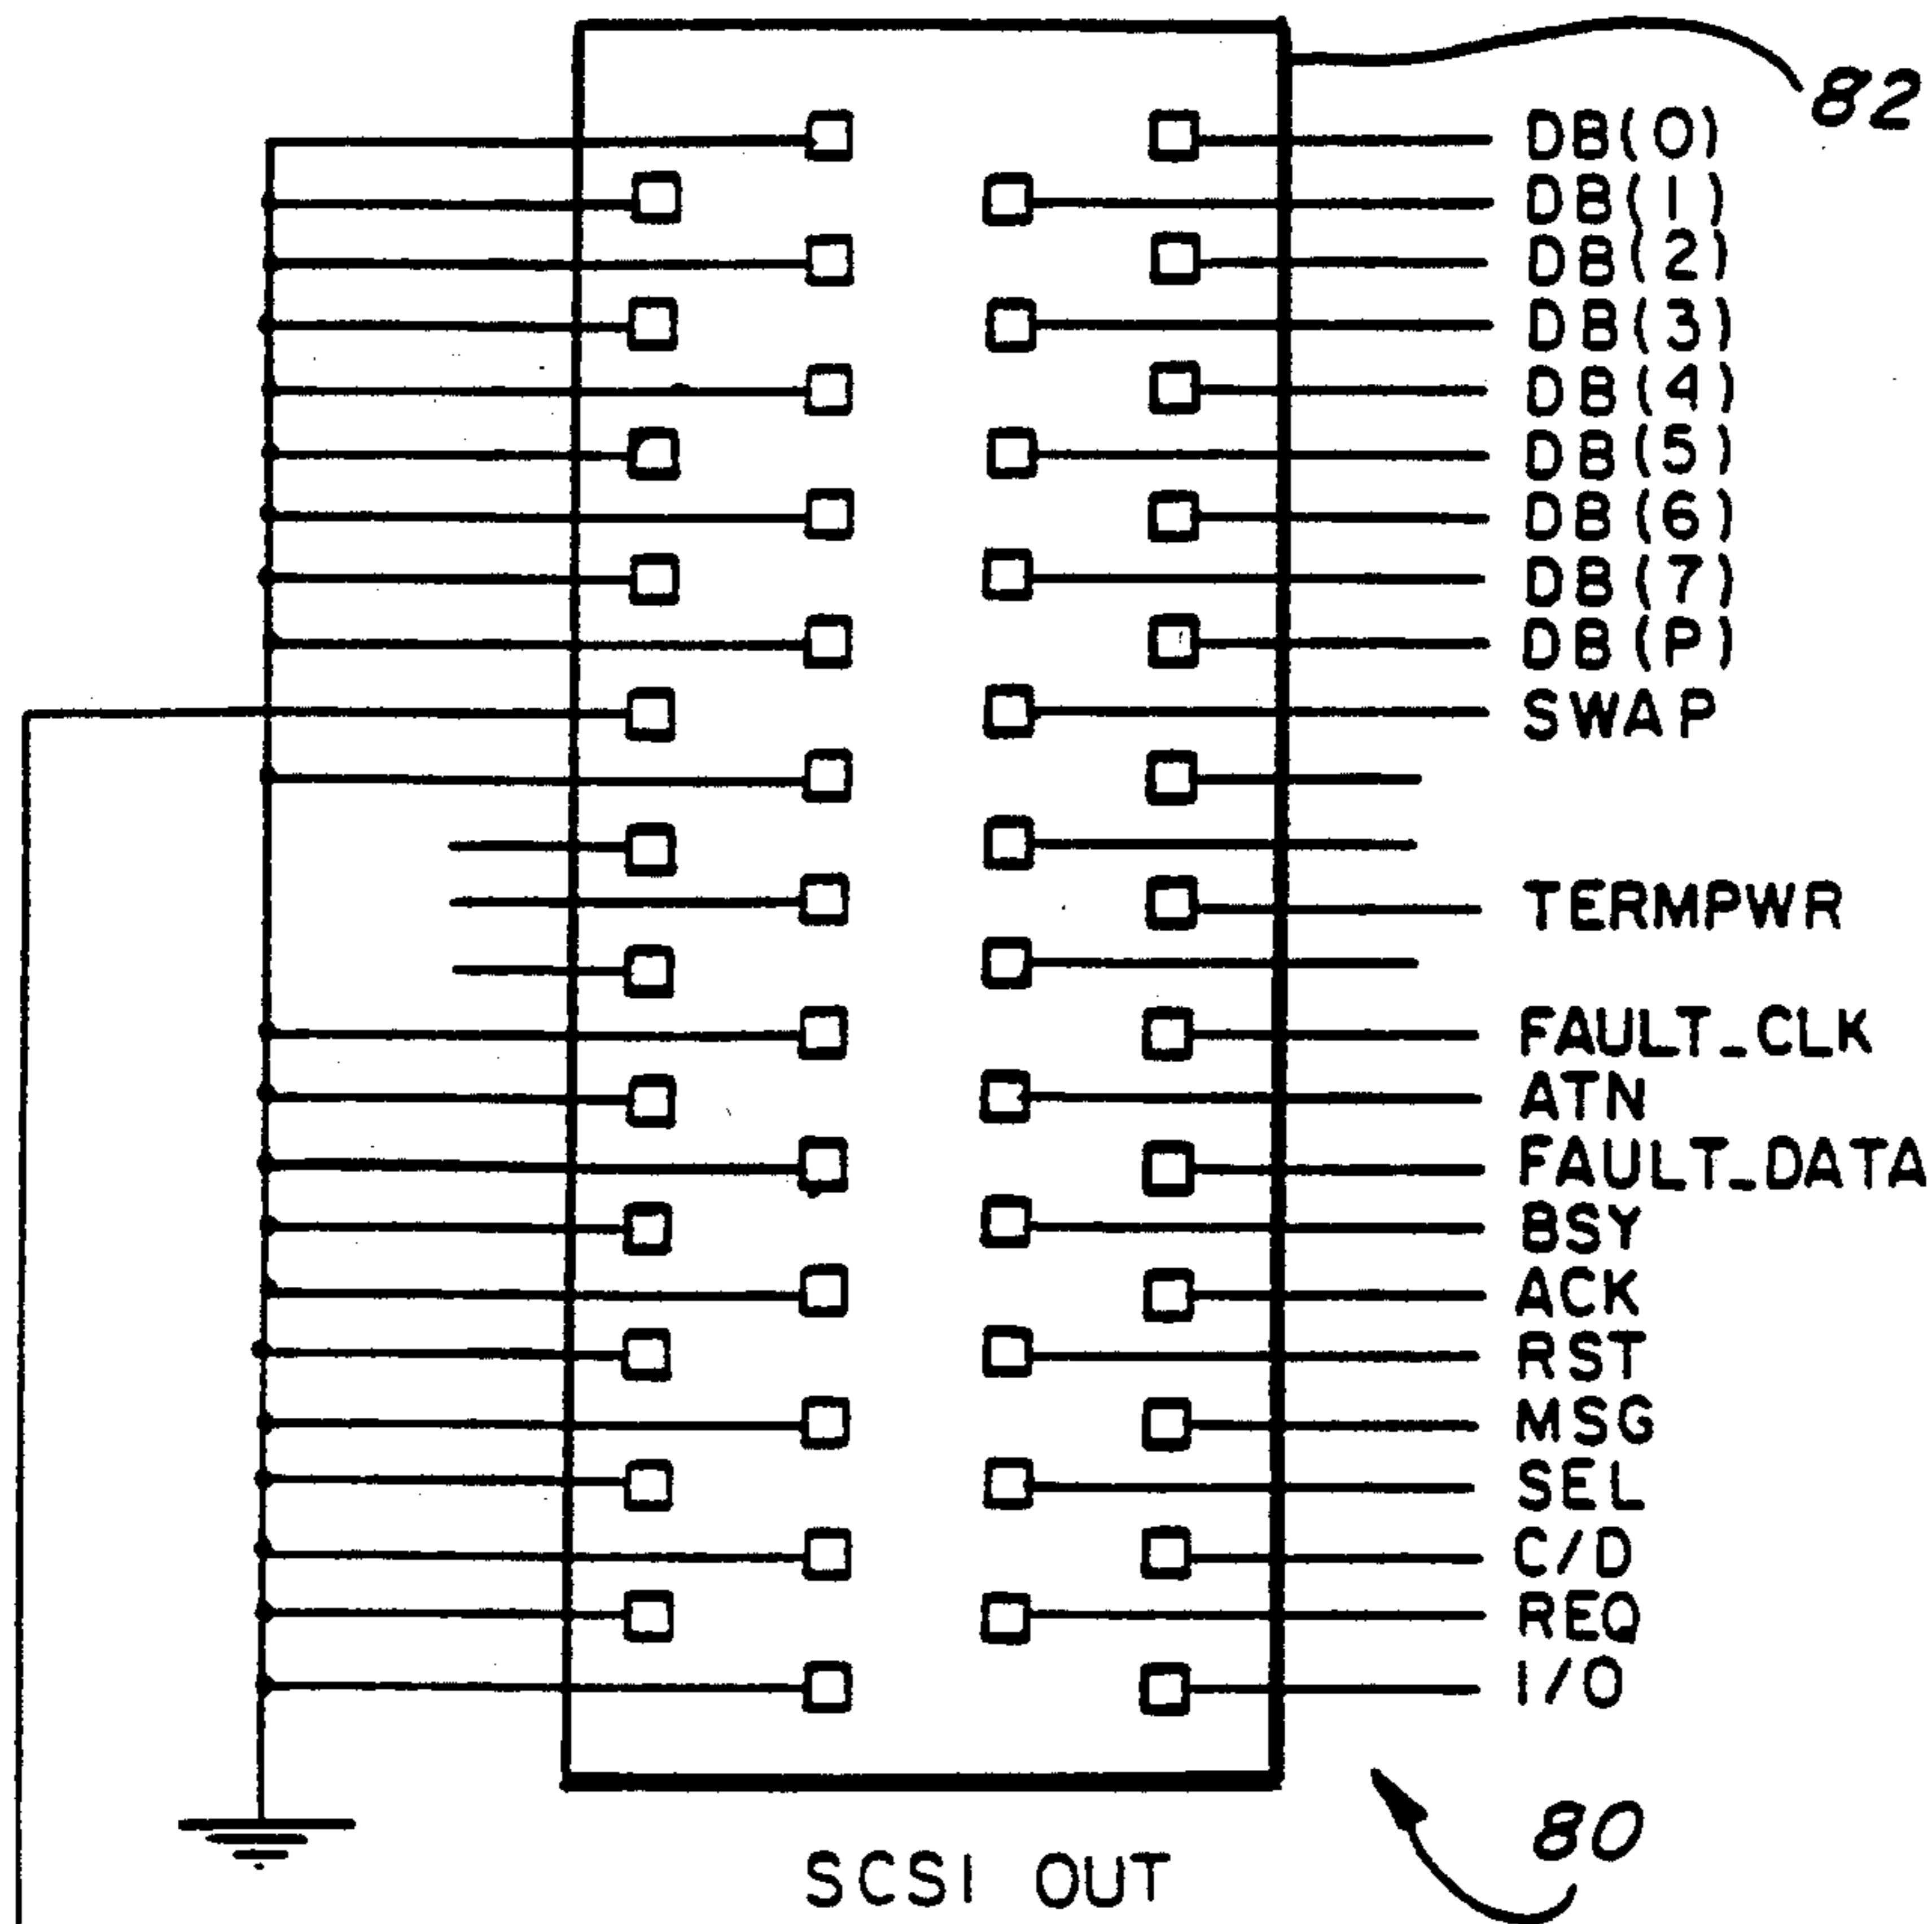 82
DB(0)
DB(1)
DB(2)
DB(3)
DB(4)
DB(5)
DB(6)
DB(7)
DB(P)
SWAP
TERMPWR
FAULT_CLK
ATN
FAULT_DATA
BSY
ACK
RST
MSG
SEL
C/D
REQ
I/O
80
SCSI OUT